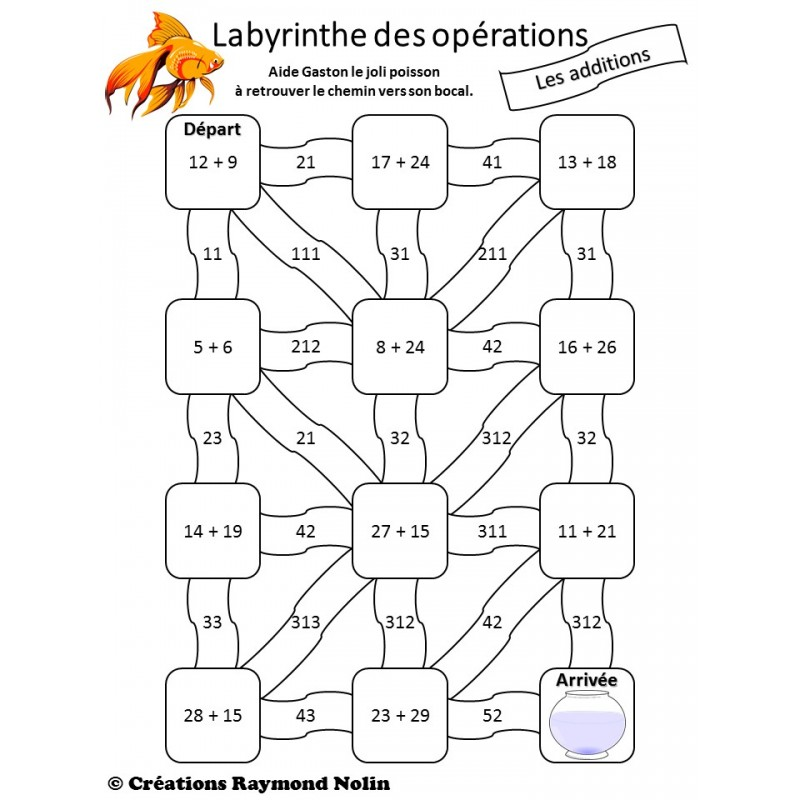 Labyrinthe des opérations
Les additions
Aide Gaston le joli poisson
à retrouver le chemin vers son bocal.
Départ
12 + 9 21 17 + 24 41 13 + 18
11 111 31 211 31
5 + 6 212 8 + 24 42 16 + 26
23 21 32 312 32
14 + 19 42 27 + 15 311 11 + 21
33 313 312 42 312
Arrivée
28 + 15 43 23 + 29 52
© Créations Raymond Nolin